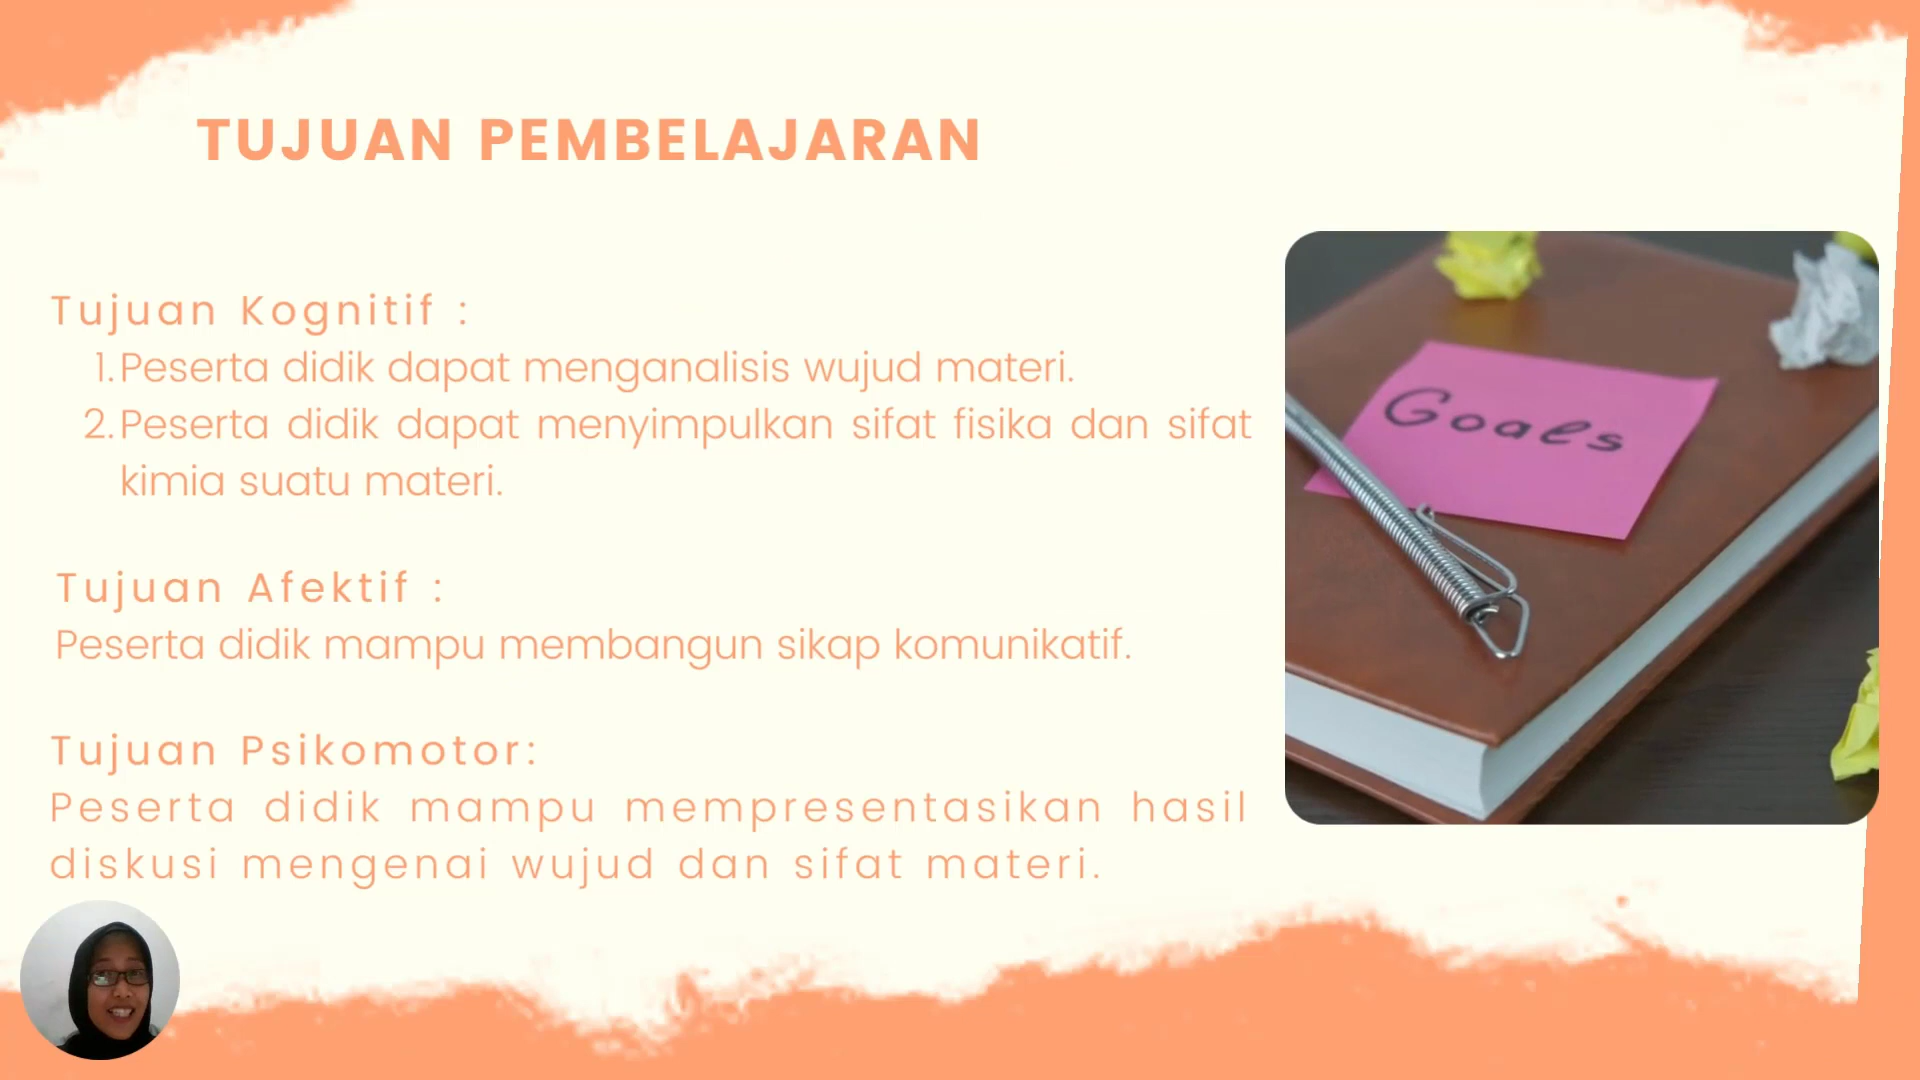 TUJUAN PEMBELAJARAN
Tujuan Kognitif :
1. Peserta didik dapat menganalisis wujud materi.
2. Peserta didik dapat menyimpulkan sifat fisika dan sifat
kimia suatu materi.
Tujuan Afektif :
Peserta didik mampu membangun sikap komunikatif.
Tujuan Psikomotor:
Peserta didik mampu mempresentasikan hasil
diskusi mengenai wujud dan sifat materi.
Goals